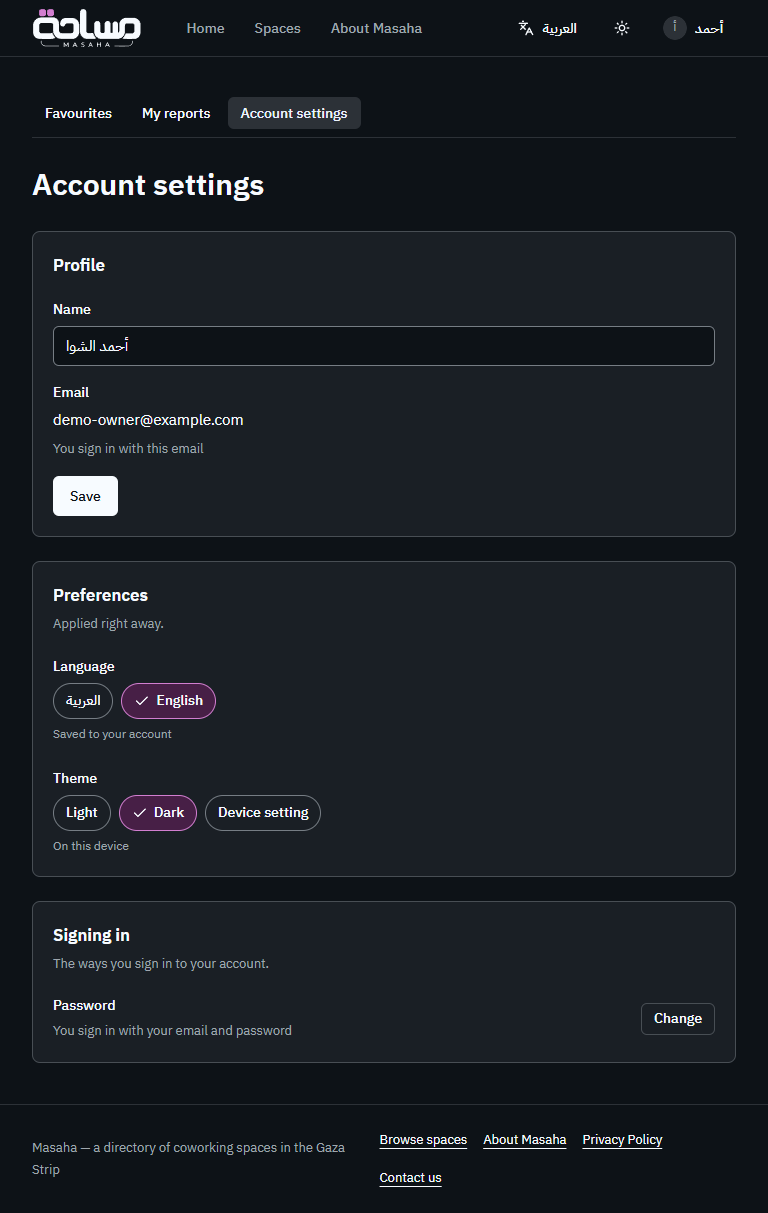 مساحة
MASAHA
Home Spaces About Masaha العربية أ أحمد
Favourites My reports Account settings
Account settings
Profile
Name
أحمد الشوا
Email
demo-owner@example.com
You sign in with this email
Save
Preferences
Applied right away.
Language
العربية English
Saved to your account
Theme
Light Dark Device setting
On this device
Signing in
The ways you sign in to your account.
Password
You sign in with your email and password
Change
Masaha — a directory of coworking spaces in the Gaza
Strip
Browse spaces About Masaha Privacy Policy
Contact us